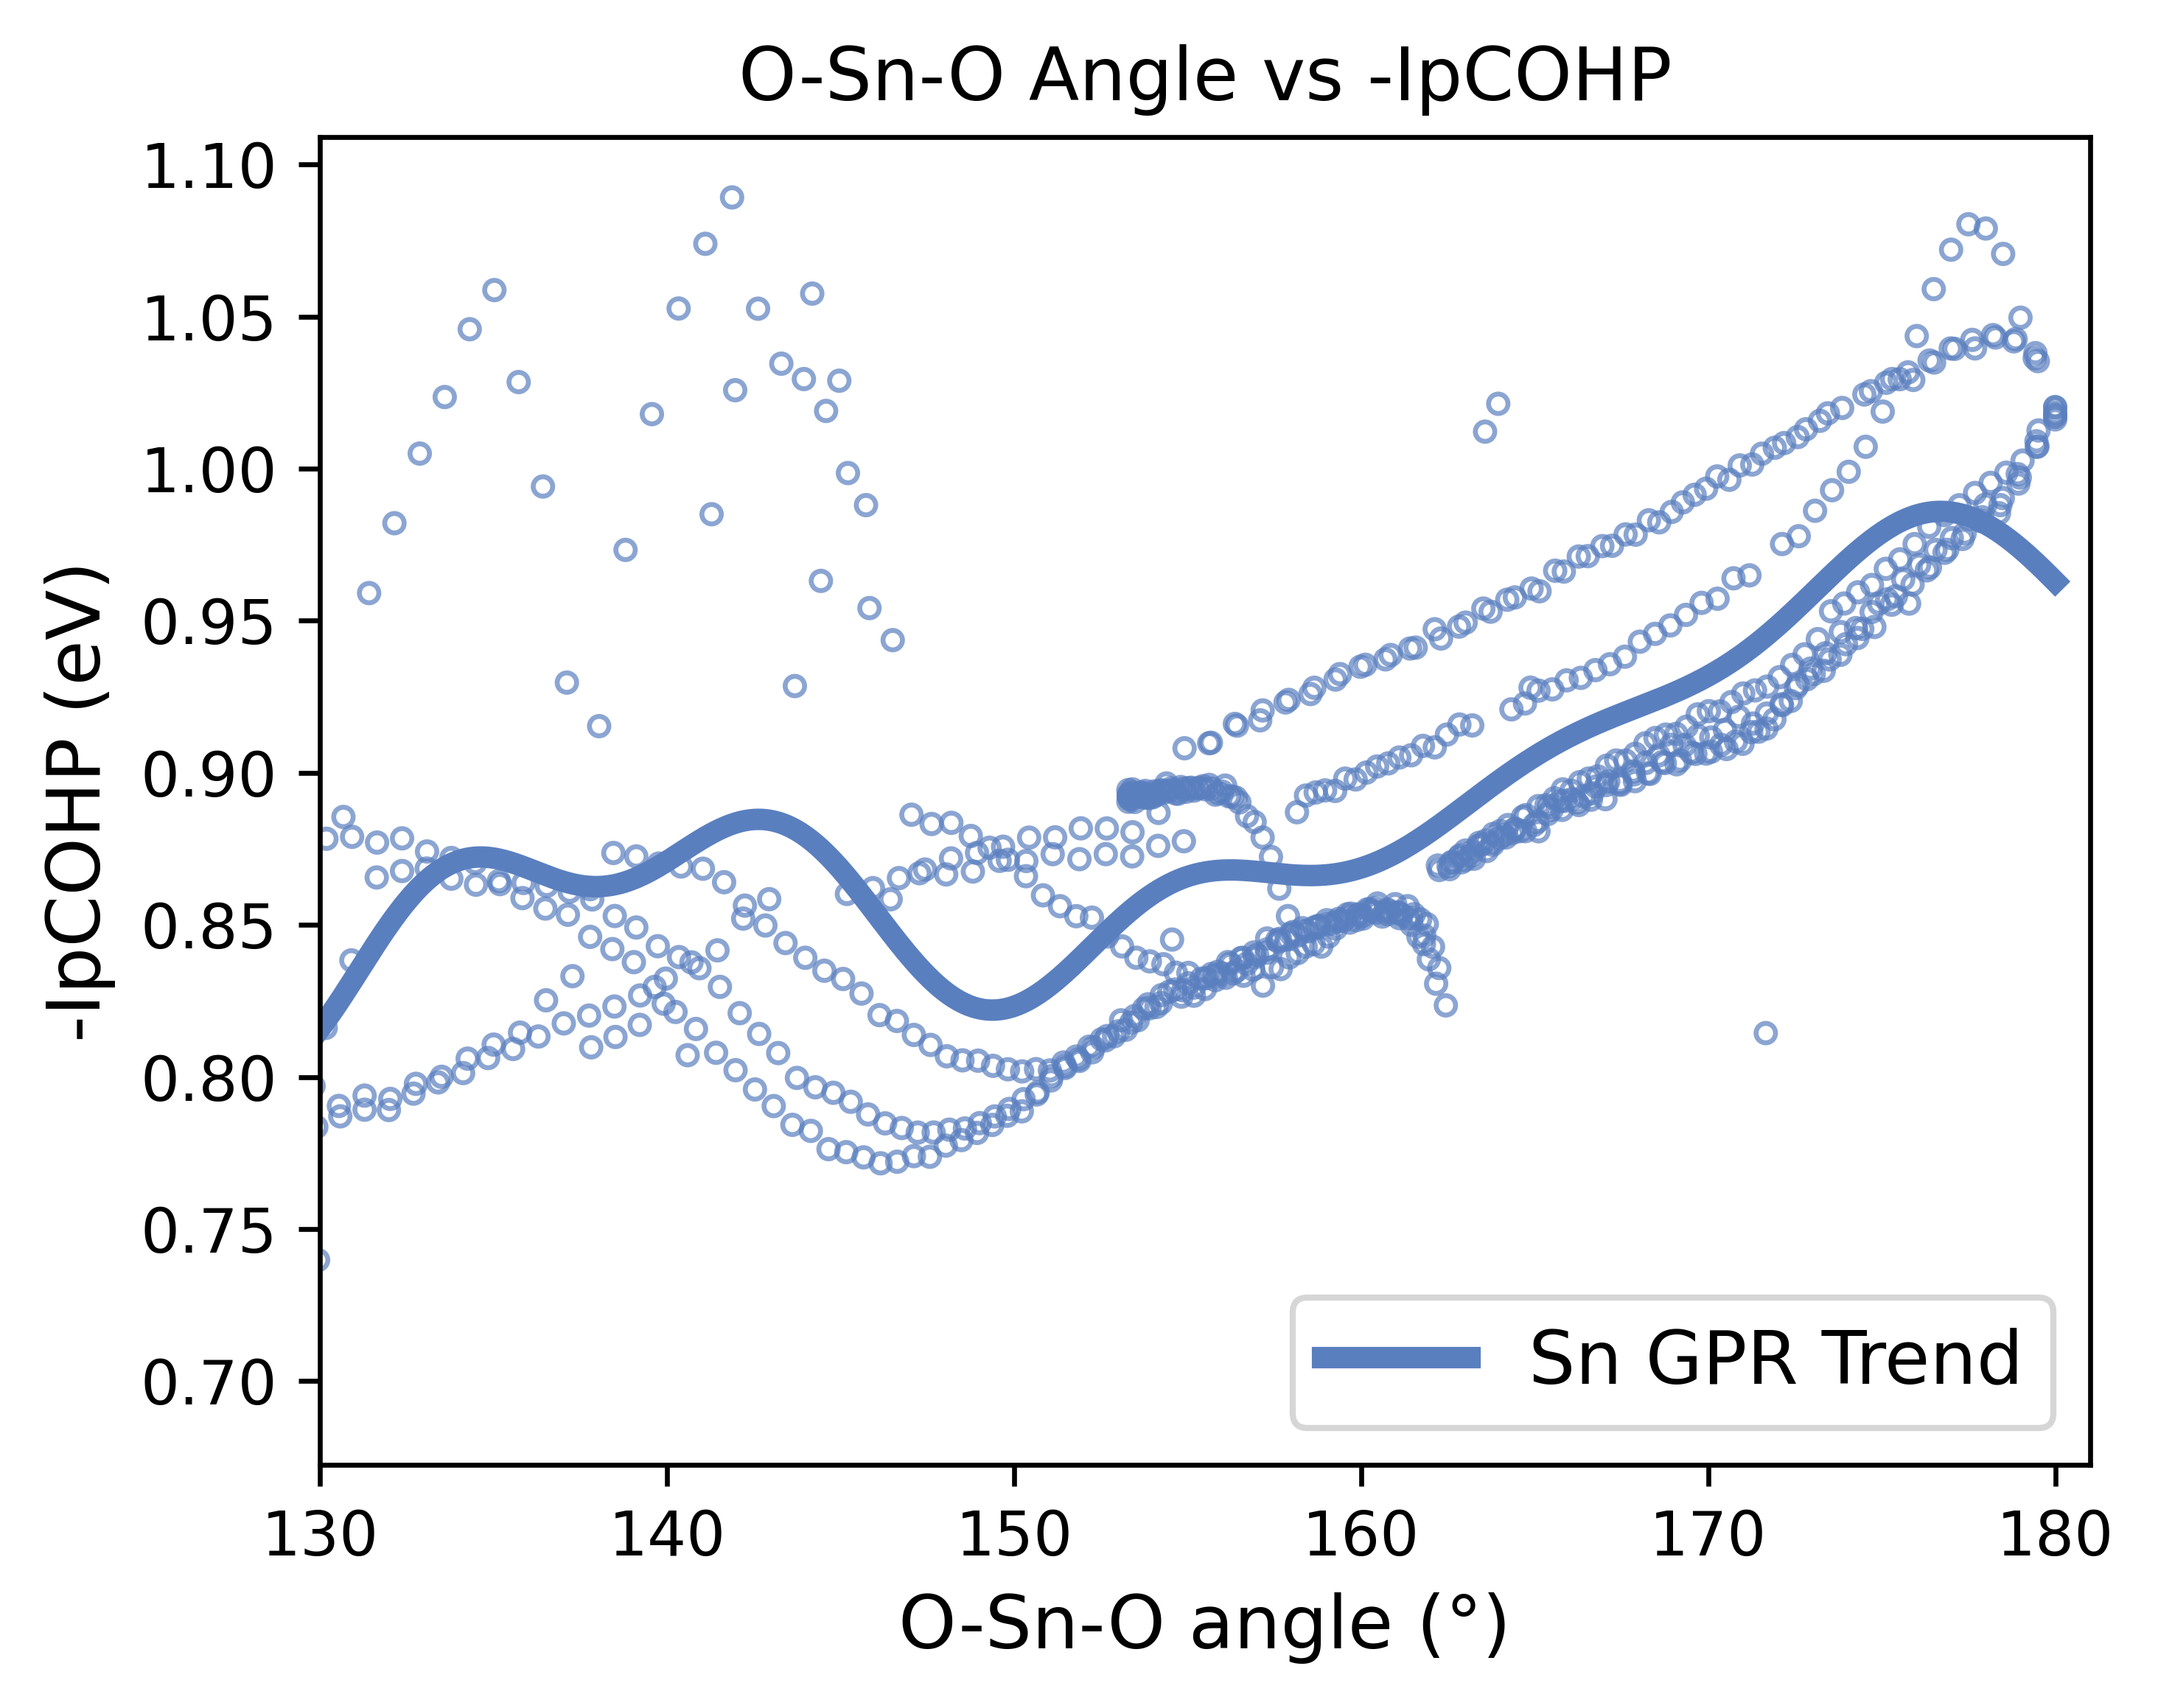 O-Sn-O Angle vs -IpCOHP
-IpCOHP (eV)
1.10
1.05
1.00
0.95
0.90
0.85
0.80
0.75
0.70
Sn GPR Trend
130 140 150 160 170 180
O-Sn-O angle (°)